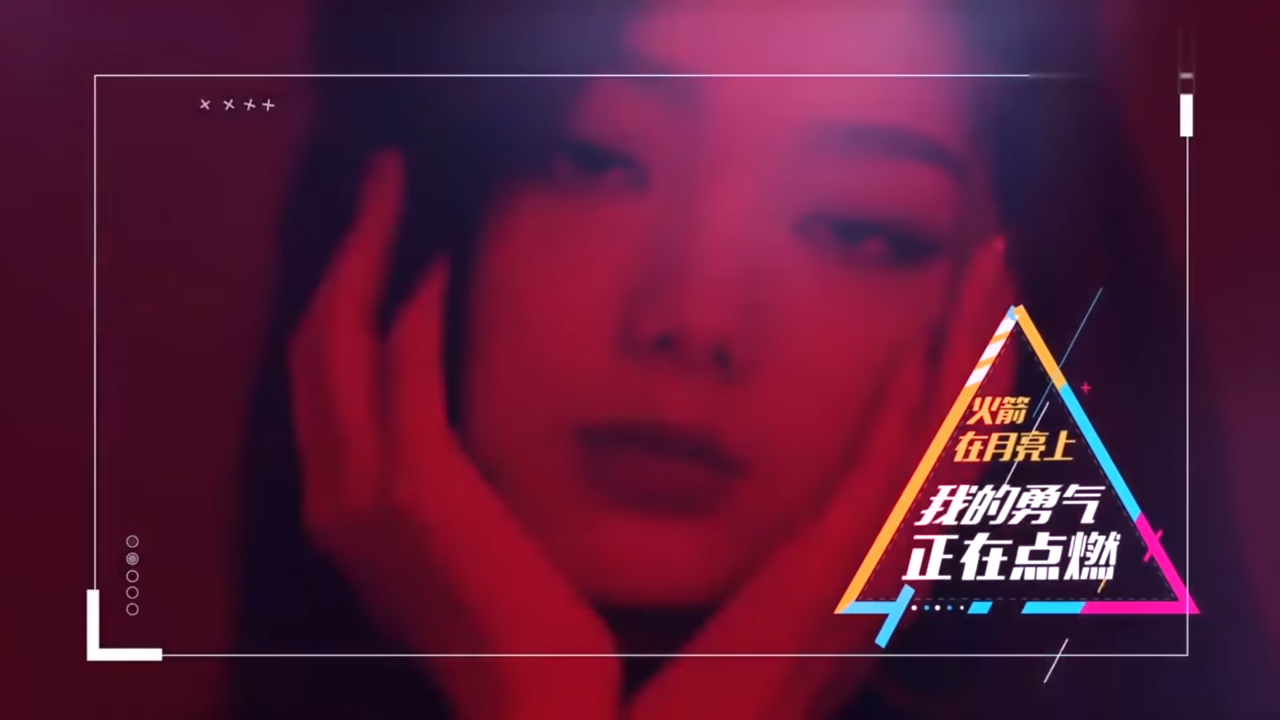 火箭
在月亮上
我的勇气
正在点燃